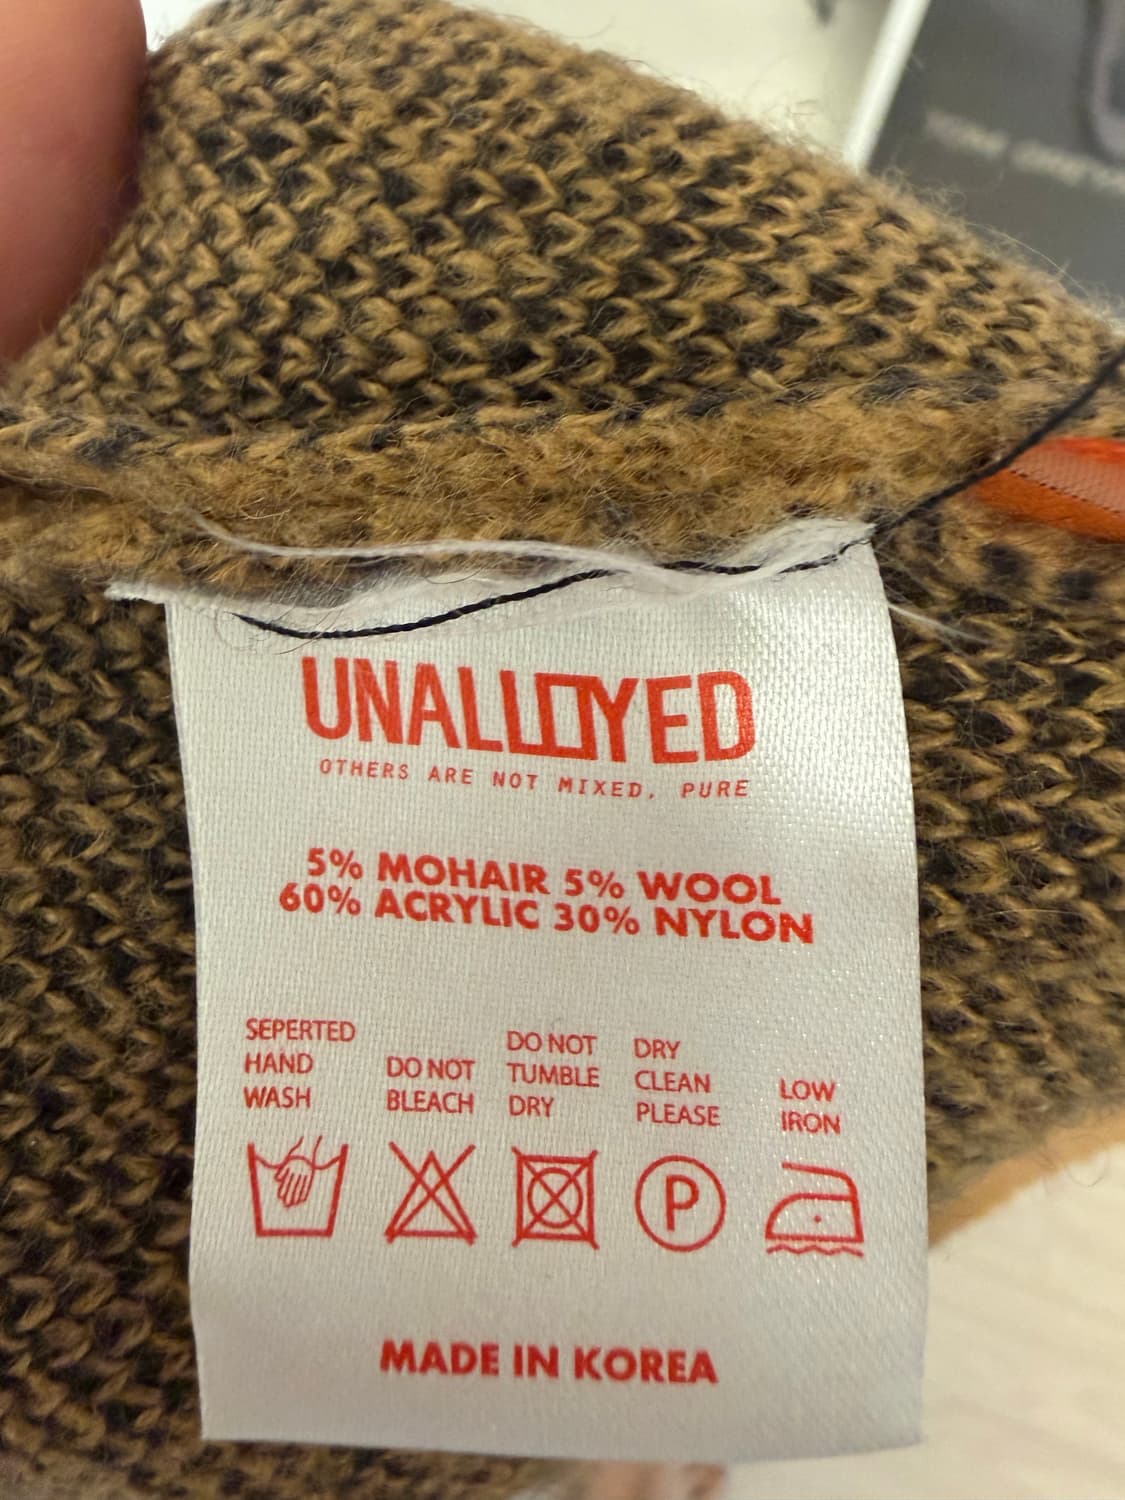 UNALLOYED
OTHERS ARE NOT MIXED, PURE
5% MOHAIR 5% WOOL
60% ACRYLIC 30% NYLON
SEPERTED
HAND
WASH
DO NOT
BLEACH
DO NOT
TUMBLE
DRY
DRY
CLEAN
PLEASE
LOW
IRON
P
MADE IN KOREA